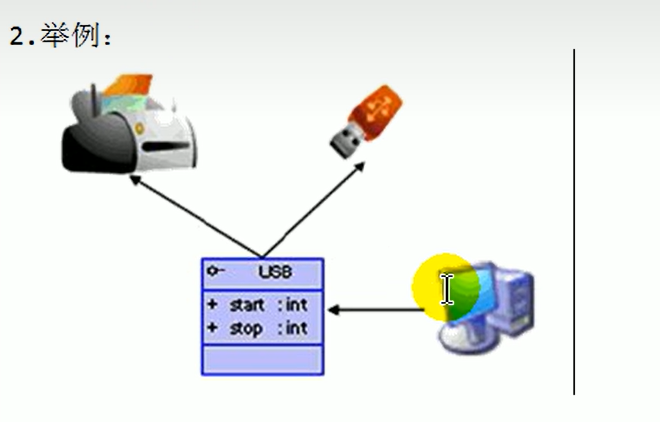 2.举例：
USB
+ start :int
+ stop :int